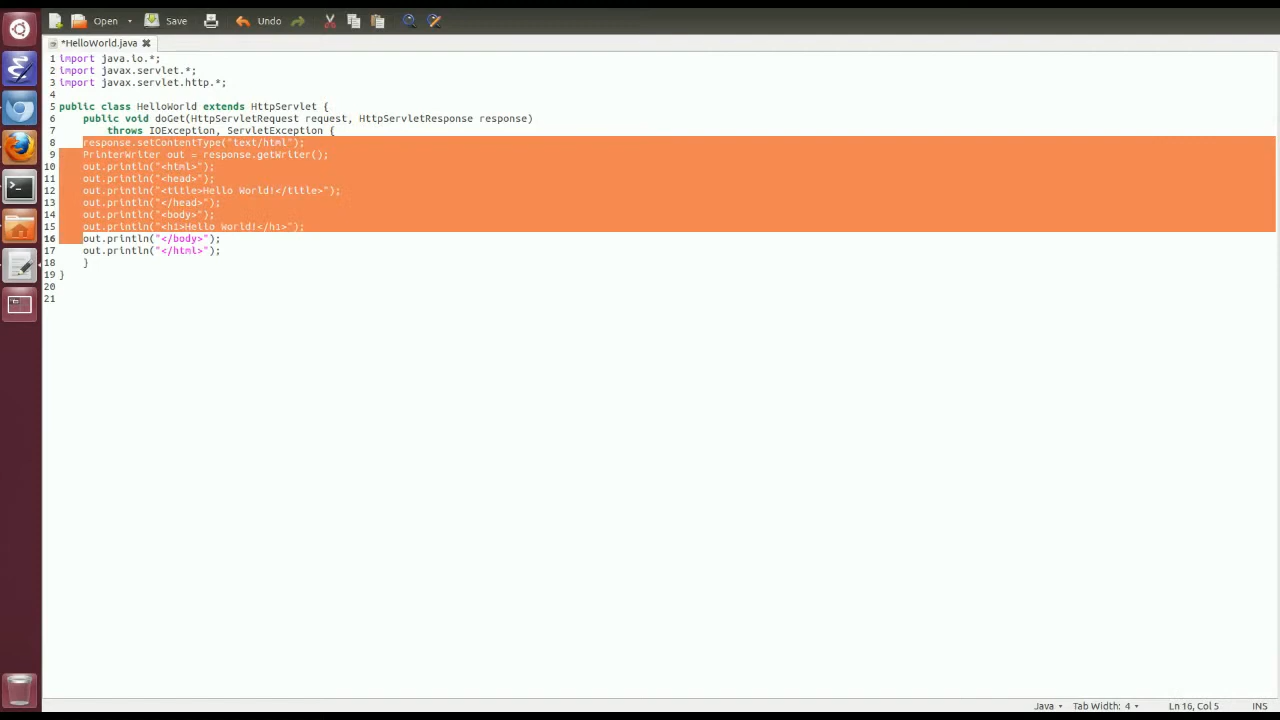 Open Save Undo
*HelloWorld.java
1 import java.io.*;
2 import javax.servlet.*;
3 import javax.servlet.http.*;
4
5 public class HelloWorld extends HttpServlet {
6 public void doGet(HttpServletRequest request, HttpServletResponse response)
7 throws IOException, ServletException {
8 response.setContentType("text/html");
9 PrinterWriter out = response.getWriter();
10 out.println("<html>");
11 out.println("<head>");
12 out.println("<title>Hello World!</title>");
13 out.println("</head>");
14 out.println("<body>");
15 out.println("<h1>Hello World!</h1>");
16 out.println("</body>");
17 out.println("</html>");
18 }
19 }
20
21
Java Tab Width: 4 Ln 16, Col 5 INS